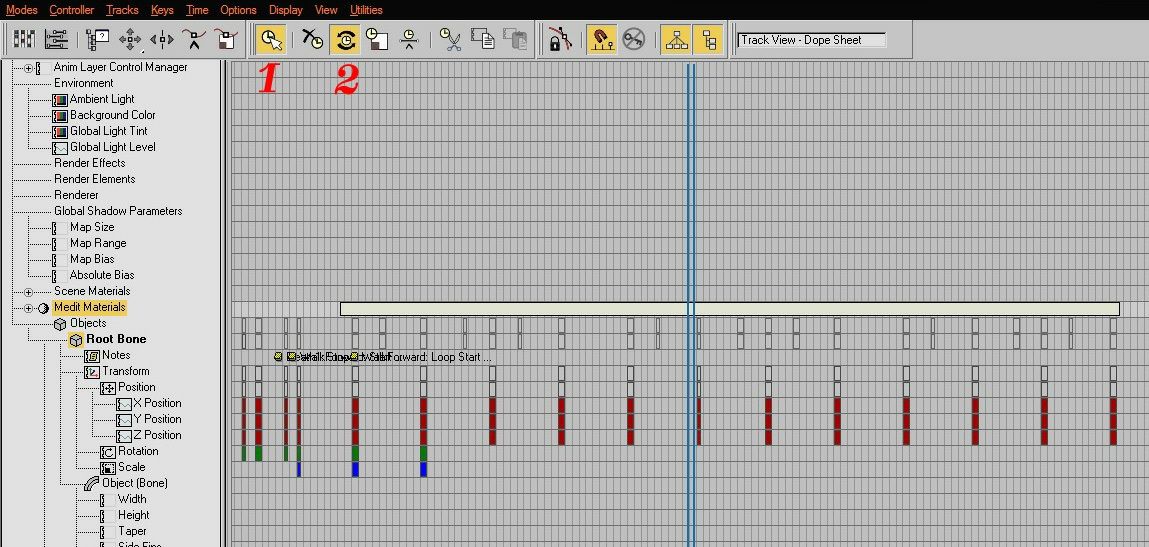 Modes Controller Tracks Keys Time Options Display View Utilities
Track View - Dope Sheet
1 2
Anim Layer Control Manager
Environment
Ambient Light
Background Color
Global Light Tint
Global Light Level
Render Effects
Render Elements
Renderer
Global Shadow Parameters
Map Size
Map Range
Map Bias
Absolute Bias
Scene Materials
Medit Materials
Objects
Root Bone
Notes
Forward: Loop Start ...
Transform
Position
X Position
Y Position
Z Position
Rotation
Scale
Object (Bone)
Width
Height
Taper
Side Fins